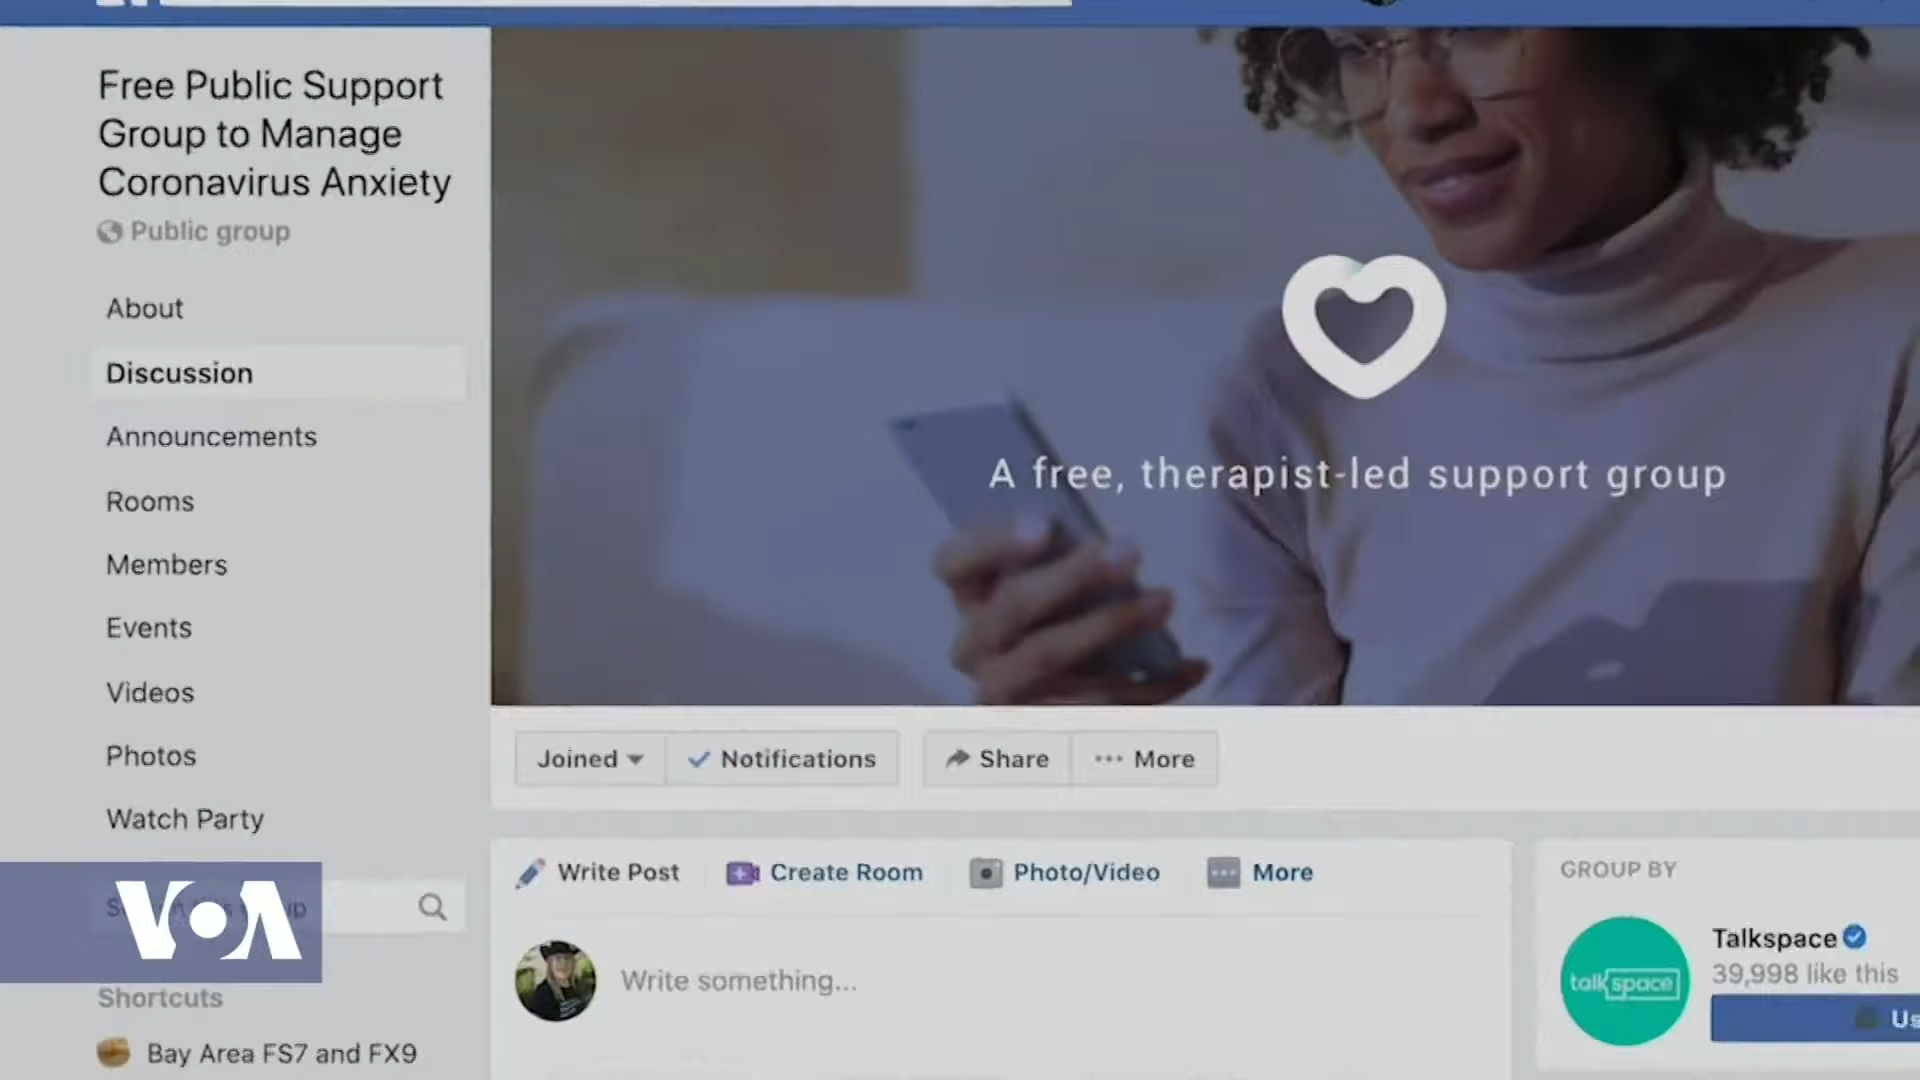 Free Public Support
Group to Manage
Coronavirus Anxiety
Public group
About
Discussion
Announcements
Rooms
Members
Events
Videos
Photos
Watch Party
VOA
Shortcuts
Bay Area FS7 and FX9
A free, therapist-led support group
Joined
Notifications
Share
More
Write Post
Create Room
Photo/Video
More
Write something...
GROUP BY
talkspace
Talkspace
39,998 like this